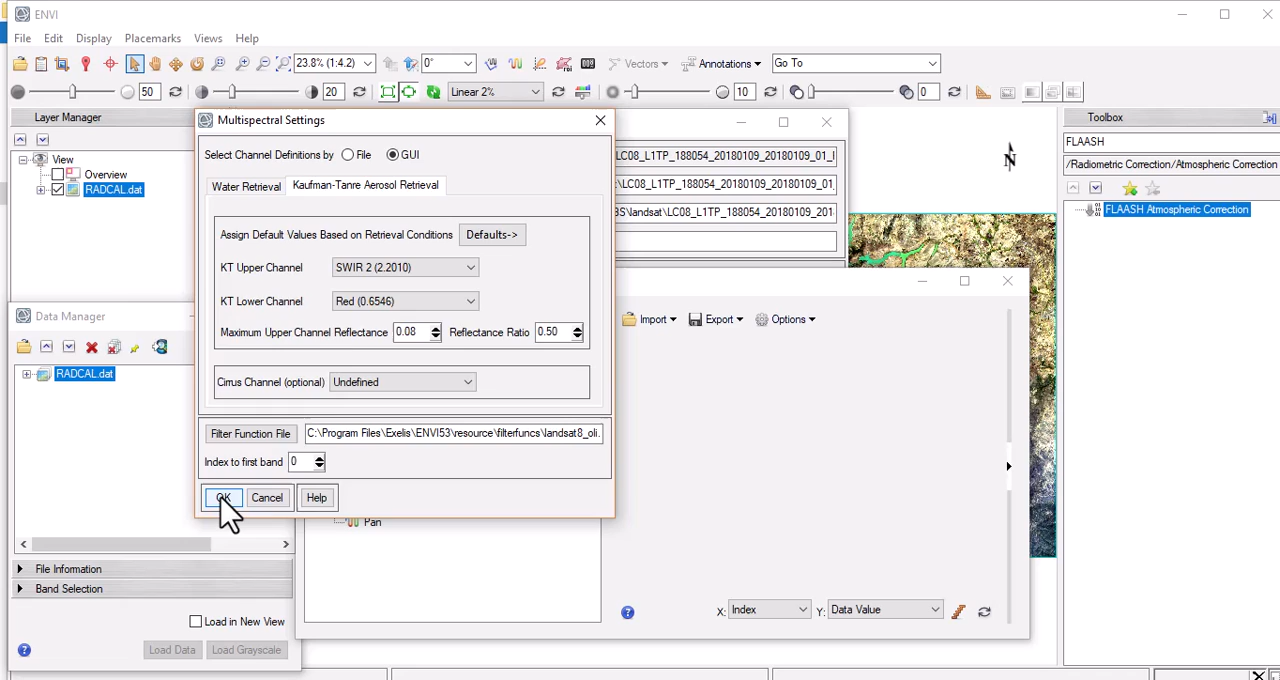 ENVI
File Edit Display Placemarks Views Help
23.8% (1:4.2) 0° Vectors Annotations Go To
50 20 Linear 2% 10 0
Layer Manager
View
Overview
RADCAL.dat
Multispectral Settings
Select Channel Definitions by File GUI
Water Retrieval Kaufman-Tanre Aerosol Retrieval
Assign Default Values Based on Retrieval Conditions Defaults->
KT Upper Channel SWIR 2 (2.2010)
KT Lower Channel Red (0.6546)
Maximum Upper Channel Reflectance 0.08 Reflectance Ratio 0.50
Cirrus Channel (optional) Undefined
Filter Function File C:\Program Files\Exelis\ENVI53\resource\filterfuncs\landsat8_oli.
Index to first band 0
OK Cancel Help
LC08_L1TP_188054_20180109_20180109_01_
\LC08_L1TP_188054_20180109_20180109_01_
3S\landsat\LC08_L1TP_188054_20180109_201
N
Toolbox
FLAASH
/Radiometric Correction/Atmospheric Correction
FLAASH Atmospheric Correction
Import Export Options
Pan
X: Index Y: Data Value
Data Manager
RADCAL.dat
File Information
Band Selection
Load in New View
Load Data Load Grayscale